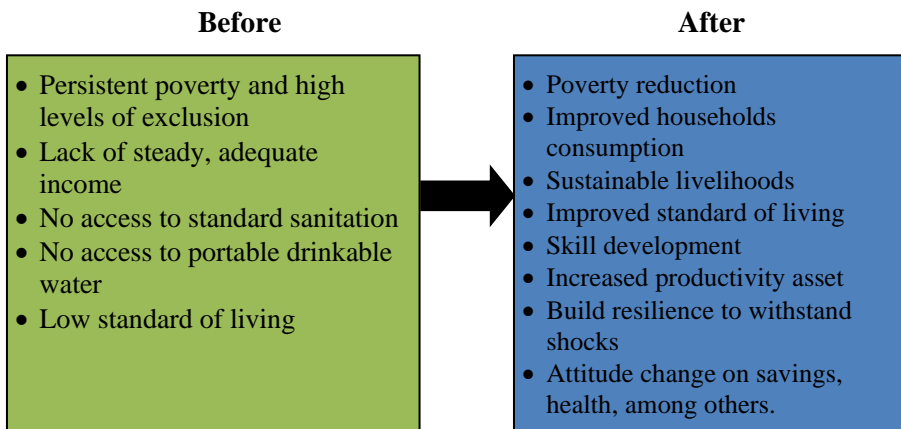 Before
• Persistent poverty and high
levels of exclusion
• Lack of steady, adequate
income
• No access to standard sanitation
• No access to portable drinkable
water
• Low standard of living
After
• Poverty reduction
• Improved households
consumption
• Sustainable livelihoods
• Improved standard of living
• Skill development
• Increased productivity asset
• Build resilience to withstand
shocks
• Attitude change on savings,
health, among others.